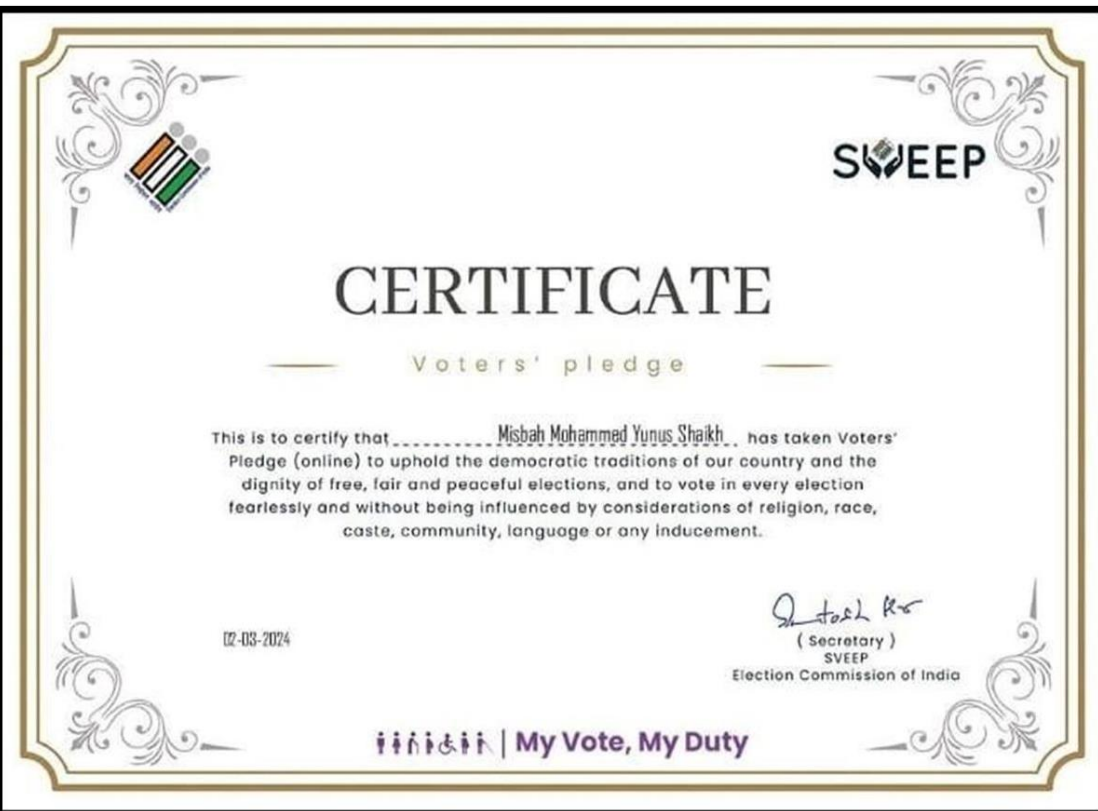 SWEEP
CERTIFICATE
Voters' pledge
This is to certify that Misbah Mohammed Yunus Shaikh has taken Voters'
Pledge (online) to uphold the democratic traditions of our country and the
dignity of free, fair and peaceful elections, and to vote in every election
fearlessly and without being influenced by considerations of religion, race,
caste, community, language or any inducement.
02-03-2024
( Secretary )
SVEEP
Election Commission of India
My Vote, My Duty